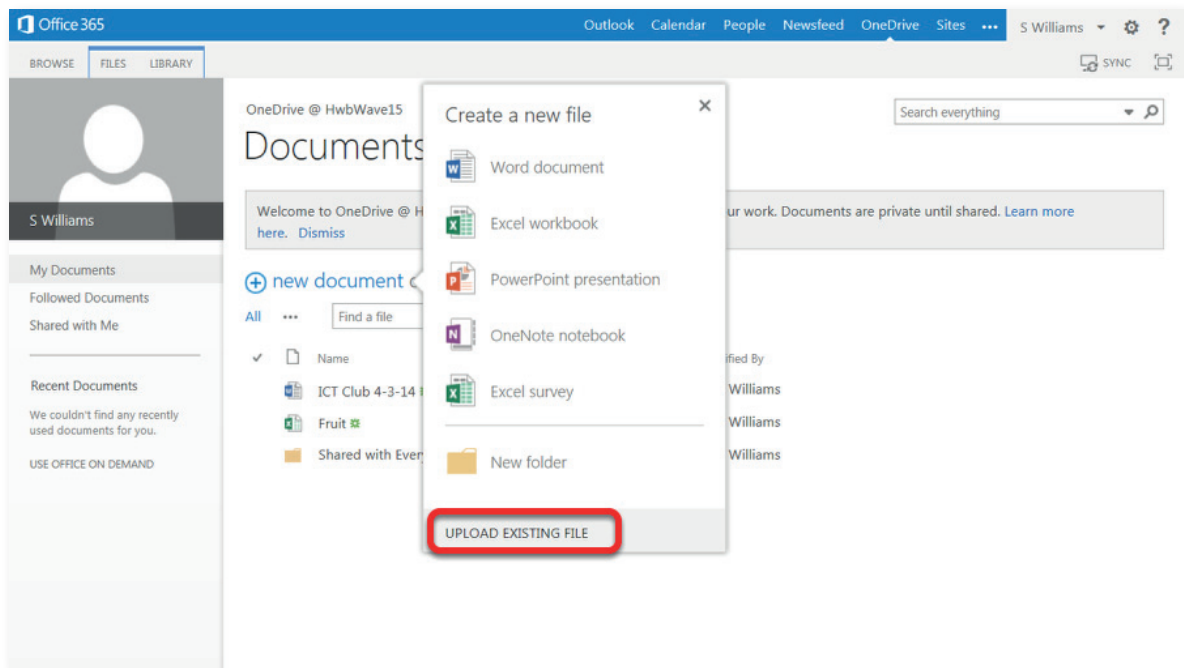 Office 365
Outlook Calendar People Newsfeed OneDrive Sites ••• S Williams ?
BROWSE FILES LIBRARY SYNC
S Williams
My Documents
Followed Documents
Shared with Me
Recent Documents
We couldn't find any recently
used documents for you.
USE OFFICE ON DEMAND
OneDrive @ HwbWave15
Documents
Search everything
Welcome to OneDrive @ ur work. Documents are private until shared. Learn more
here. Dismiss
new document
All ••• Find a file
Name ified By
ICT Club 4-3-14 Williams
Fruit Williams
Shared with Williams
Create a new file
Word document
Excel workbook
PowerPoint presentation
OneNote notebook
Excel survey
New folder
UPLOAD EXISTING FILE